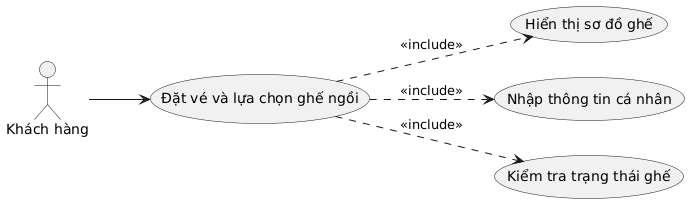 Hiển thị sơ đồ ghế
«include»
Khách hàng
Đặt vé và lựa chọn ghế ngồi
«include»
Nhập thông tin cá nhân
«include»
Kiểm tra trạng thái ghế